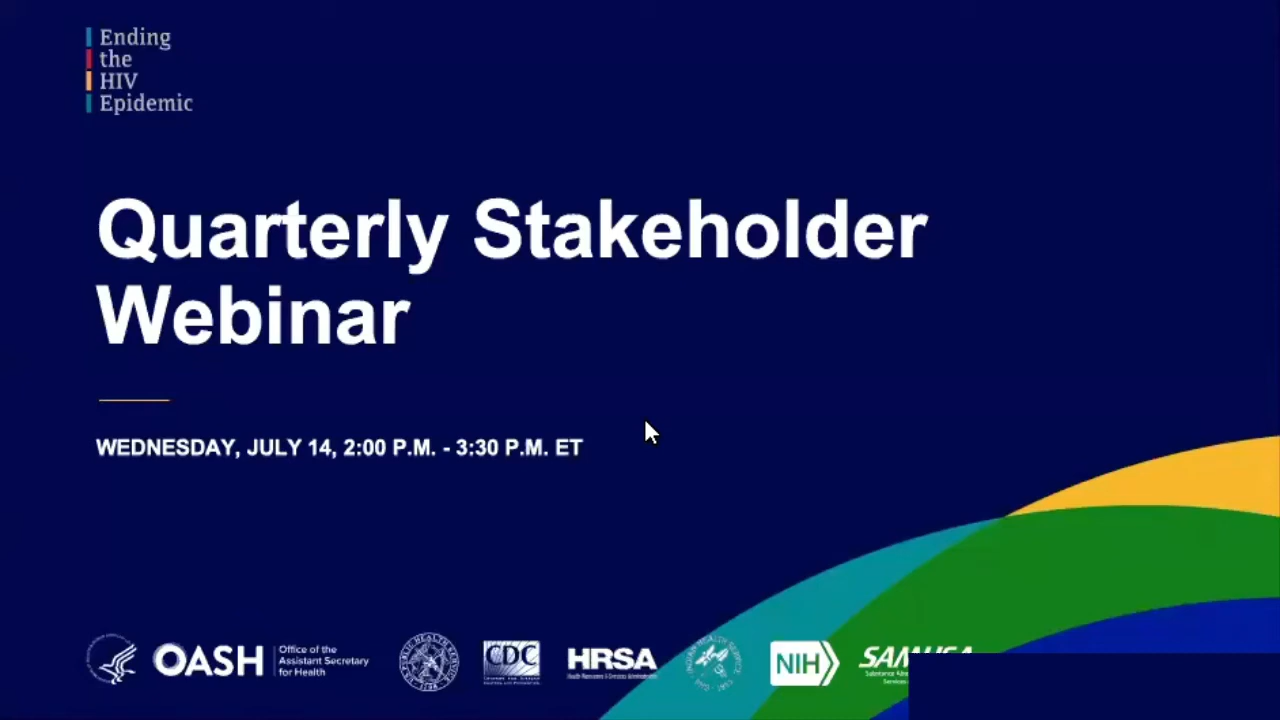 Ending
the
HIV
Epidemic
Quarterly Stakeholder
Webinar
WEDNESDAY, JULY 14, 2:00 P.M. - 3:30 P.M. ET
OASH
Office of the
Assistant Secretary
for Health
CDC
HRSA
NIH